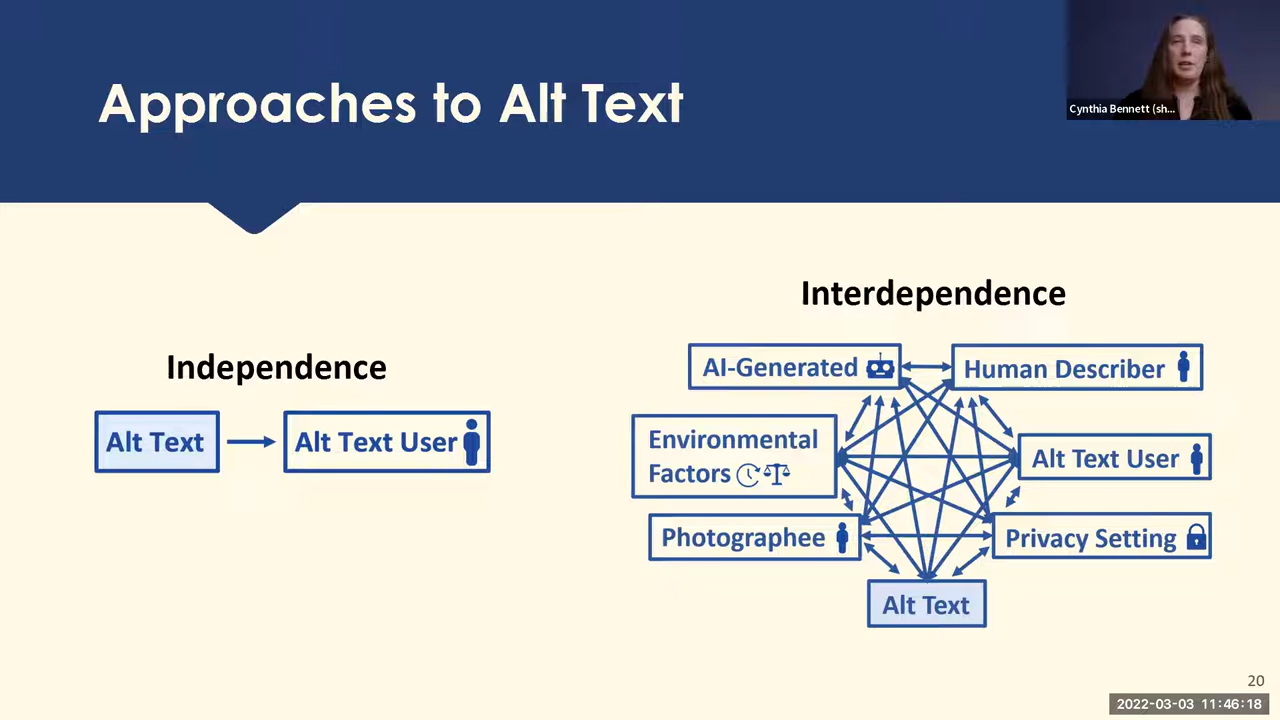 Approaches to Alt Text
Cynthia Bennett (sh...
Independence
Alt Text
Alt Text User
Interdependence
AI-Generated
Human Describer
Environmental
Factors
Alt Text User
Photographee
Privacy Setting
Alt Text
20
2022-03-03 11:46:18